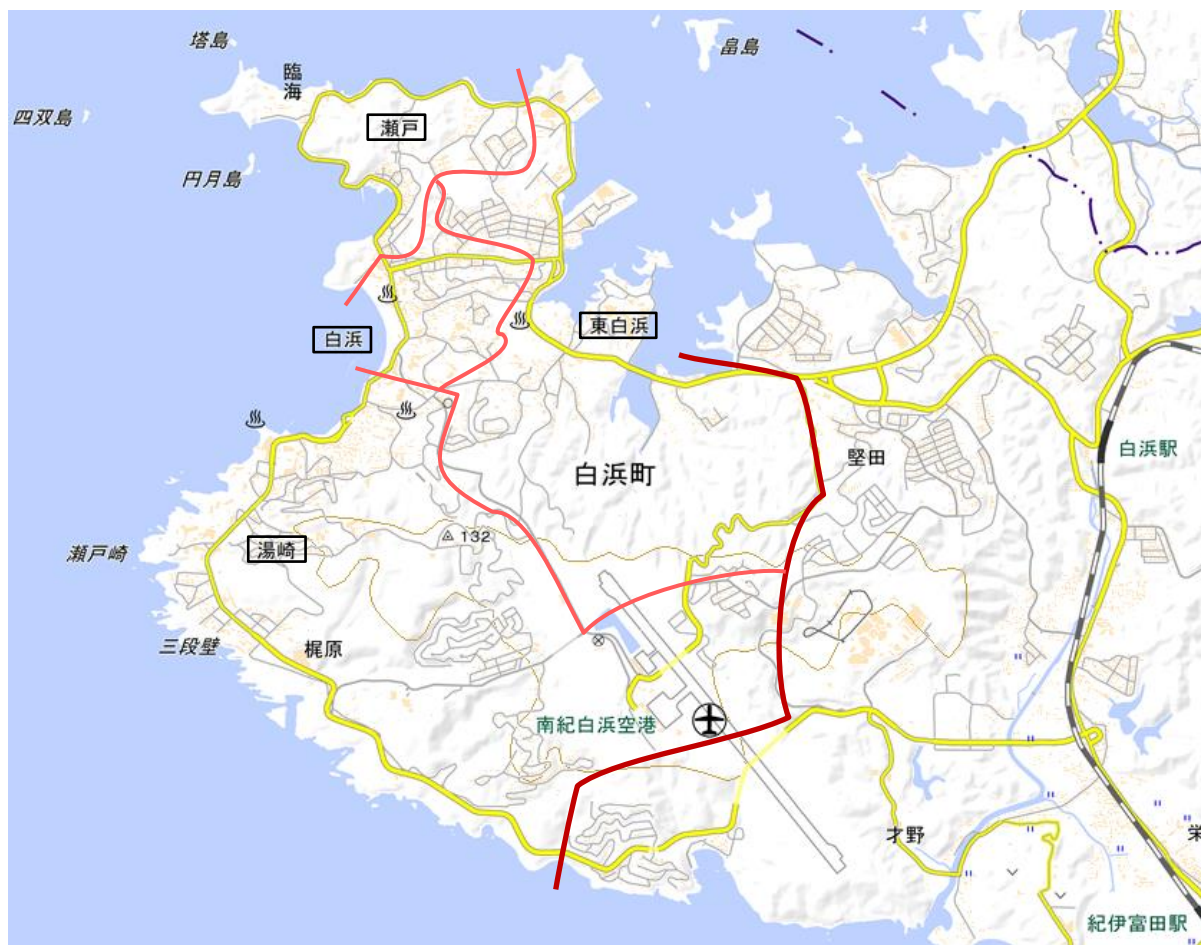 塔島
畠島
臨海
四双島
瀬戸
円月島
白浜
東白浜
白浜町
堅田
白浜駅
132
湯崎
瀬戸崎
三段壁
梶原
南紀白浜空港
才野
栄
紀伊富田駅